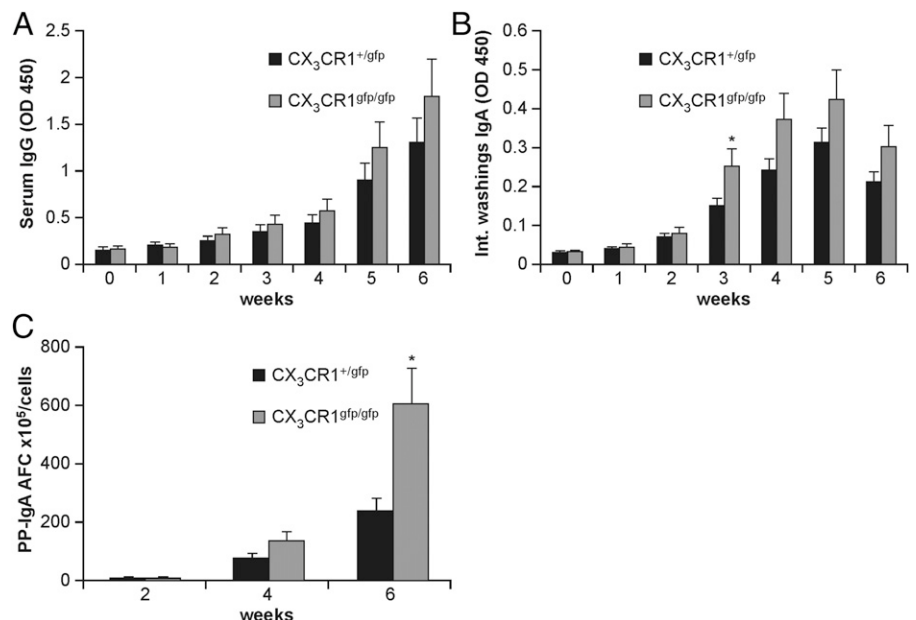 A
Serum IgG (OD 450)
2.5
2
1.5
1
0.5
0
CX₃CR1⁺/ᵍᶠᵖ
CX₃CR1ᵍᶠᵖ/ᵍᶠᵖ
0 1 2 3 4 5 6
weeks
B
Int. washings IgA (OD 450)
0.6
0.5
0.4
0.3
0.2
0.1
0
CX₃CR1⁺/ᵍᶠᵖ
CX₃CR1ᵍᶠᵖ/ᵍᶠᵖ
*
0 1 2 3 4 5 6
weeks
C
PP-IgA AFC x10⁵/cells
800
600
400
200
0
CX₃CR1⁺/ᵍᶠᵖ
CX₃CR1ᵍᶠᵖ/ᵍᶠᵖ
*
2 4 6
weeks